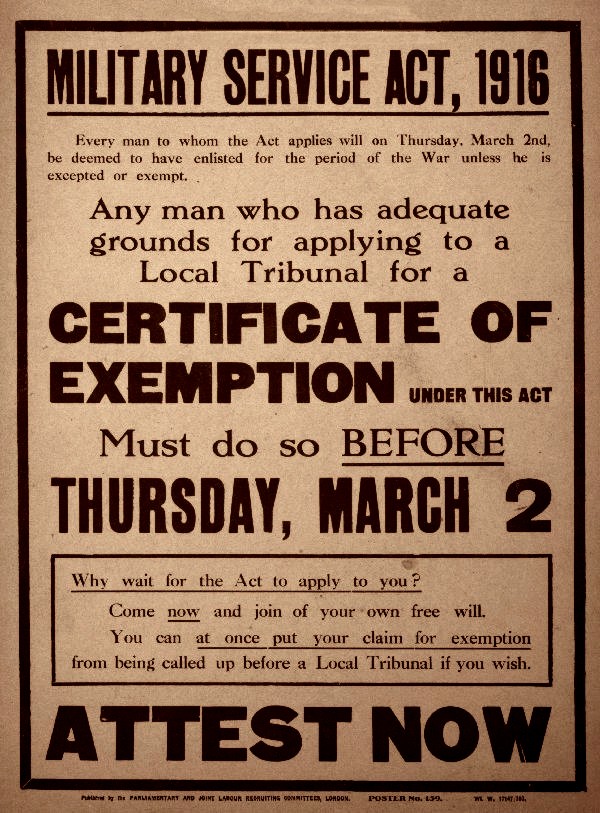 MILITARY SERVICE ACT, 1916
Every man to whom the Act applies will on Thursday, March 2nd,
be deemed to have enlisted for the period of the War unless he is
excepted or exempt.
Any man who has adequate
grounds for applying to a
Local Tribunal for a
CERTIFICATE OF
EXEMPTION UNDER THIS ACT
Must do so BEFORE
THURSDAY, MARCH 2
Why wait for the Act to apply to you?
Come now and join of your own free will.
You can at once put your claim for exemption
from being called up before a Local Tribunal if you wish.
ATTEST NOW
Published by the PARLIAMENTARY AND JOINT LABOUR RECRUITING COMMITTEES, LONDON. POSTER No. 159. Wt. W.